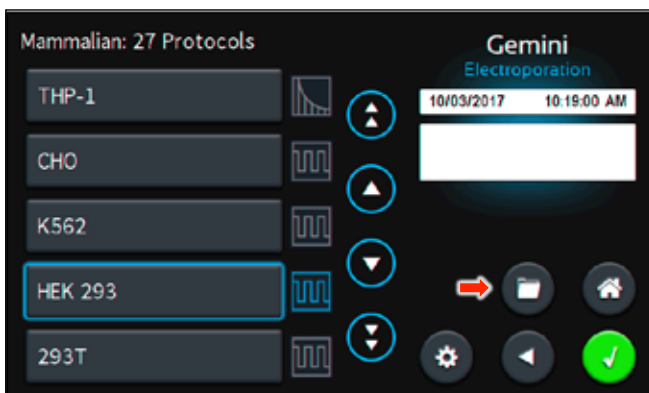 Mammalian: 27 Protocols
THP-1
CHO
K562
HEK 293
293T
Gemini
Electroporation
10/03/2017 10:19:00 AM